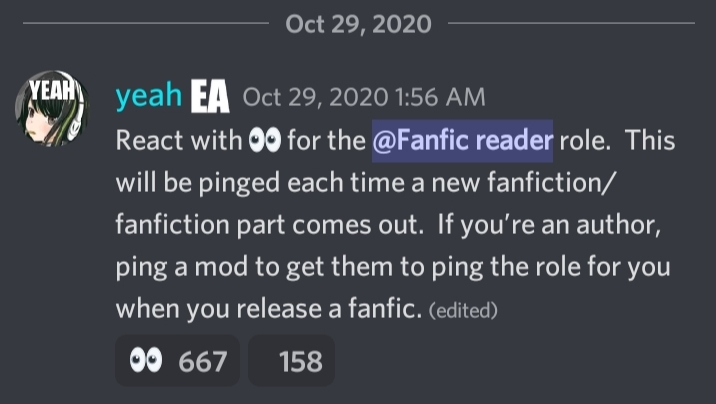 Oct 29, 2020
YEAH
yeah EA Oct 29, 2020 1:56 AM
React with 👀 for the @Fanfic reader role. This
will be pinged each time a new fanfiction/
fanfiction part comes out. If you're an author,
ping a mod to get them to ping the role for you
when you release a fanfic. (edited)
👀 667 158